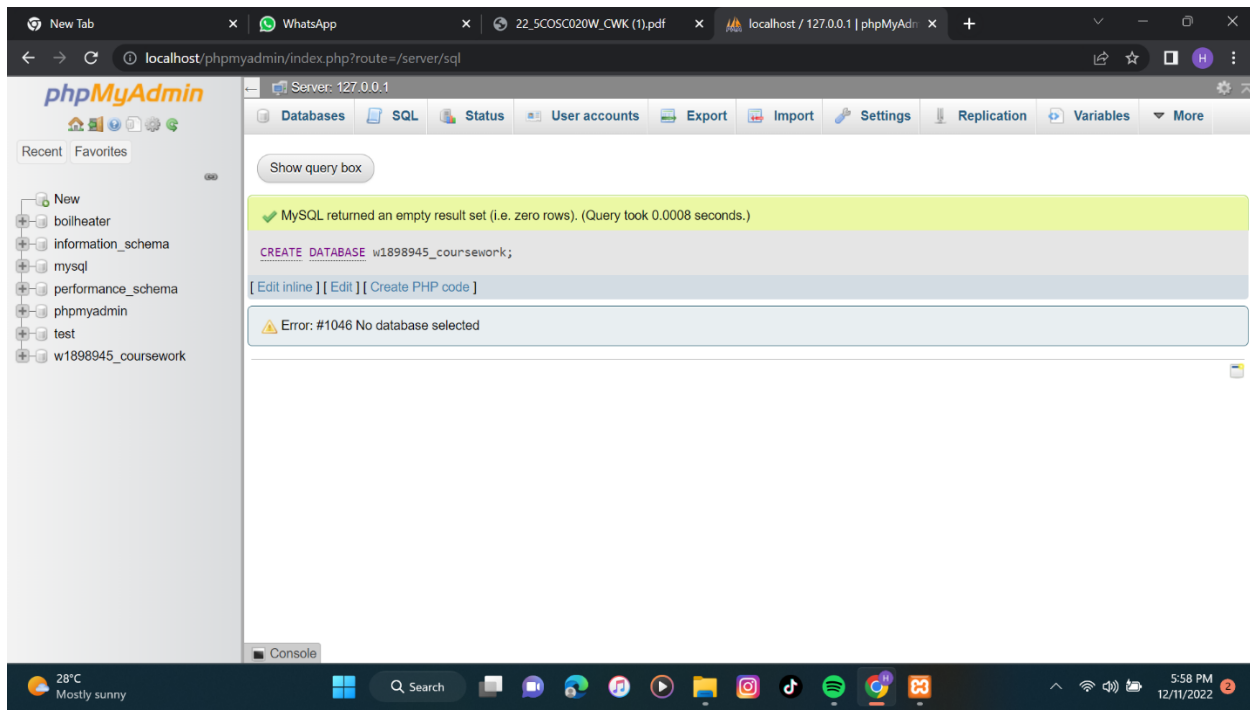 New Tab
WhatsApp
22_5COSC020W_CWK (1).pdf
localhost / 127.0.0.1 | phpMyAdm
localhost/phpmyadmin/index.php?route=/server/sql
H
phpMyAdmin
Recent Favorites
New
boilheater
information_schema
mysql
performance_schema
phpmyadmin
test
w1898945_coursework
Server: 127.0.0.1
Databases SQL Status User accounts Export Import Settings Replication Variables More
Show query box
MySQL returned an empty result set (i.e. zero rows). (Query took 0.0008 seconds.)
CREATE DATABASE w1898945_coursework;
[ Edit inline ] [ Edit ] [ Create PHP code ]
Error: #1046 No database selected
Console
28°C
Mostly sunny
Search
5:58 PM
12/11/2022
2